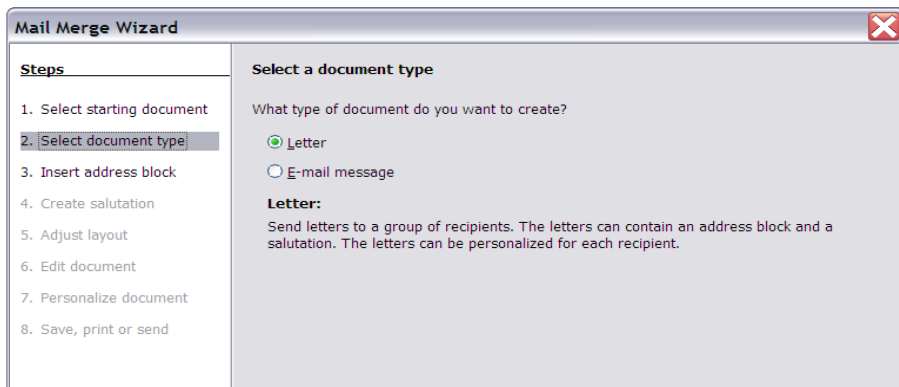 Mail Merge Wizard
Steps
1. Select starting document
2. Select document type
3. Insert address block
4. Create salutation
5. Adjust layout
6. Edit document
7. Personalize document
8. Save, print or send
Select a document type
What type of document do you want to create?
Letter
E-mail message
Letter:
Send letters to a group of recipients. The letters can contain an address block and a
salutation. The letters can be personalized for each recipient.